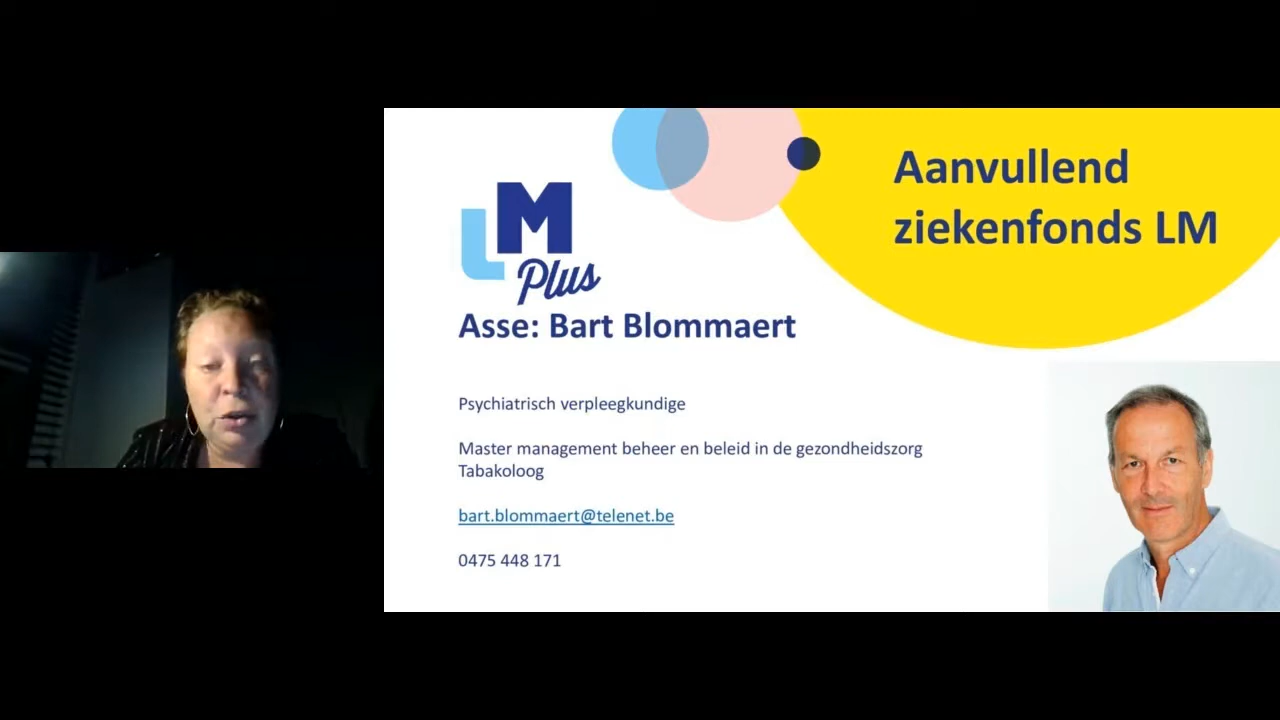 Aanvullend
ziekenfonds LM
LM
Plus
Asse: Bart Blommaert
Psychiatrisch verpleegkundige
Master management beheer en beleid in de gezondheidszorg
Tabakoloog
bart.blommaert@telenet.be
0475 448 171